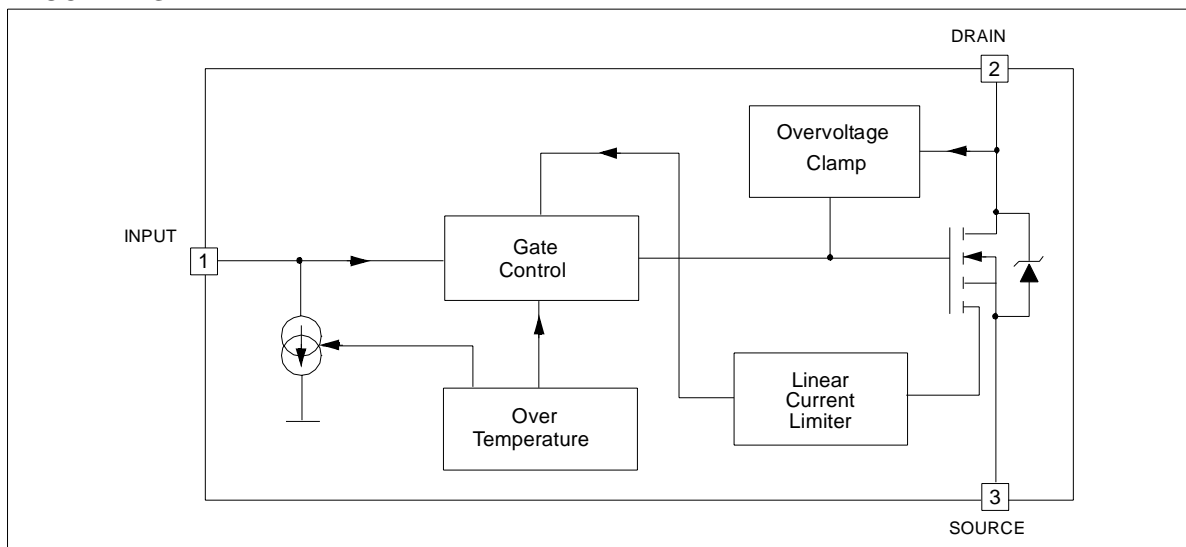 DRAIN
2
Overvoltage
Clamp
INPUT
1
Gate
Control
Linear
Current
Limiter
Over
Temperature
3
SOURCE